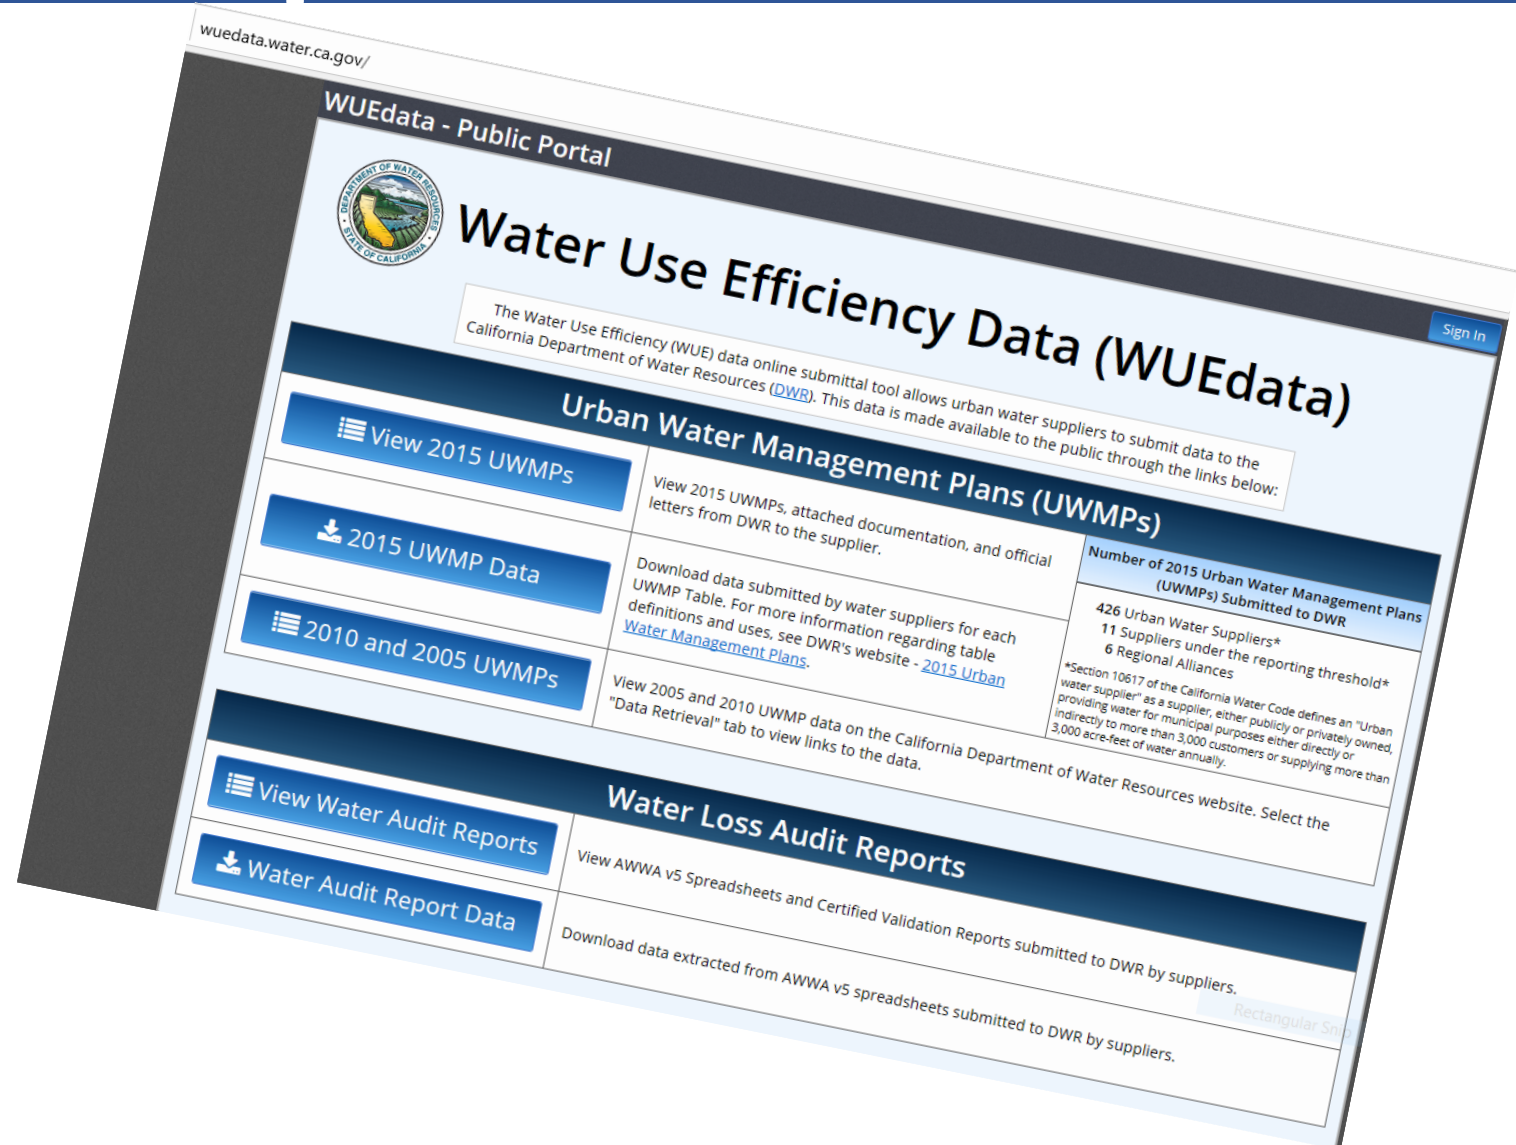 wuedata.water.ca.gov/
WUEdata - Public Portal
Sign In
DEPARTMENT OF WATER RESOURCES
STATE OF CALIFORNIA
Water Use Efficiency Data (WUEdata)
The Water Use Efficiency (WUE) data online submittal tool allows urban water suppliers to submit data to the
California Department of Water Resources (DWR). This data is made available to the public through the links below:
Urban Water Management Plans (UWMPs)
View 2015 UWMPs
View 2015 UWMPs, attached documentation, and official
letters from DWR to the supplier.
2015 UWMP Data
Download data submitted by water suppliers for each
UWMP Table. For more information regarding table
definitions and uses, see DWR's website - 2015 Urban
Water Management Plans.
Number of 2015 Urban Water Management Plans
(UWMPs) Submitted to DWR
426 Urban Water Suppliers*
11 Suppliers under the reporting threshold*
6 Regional Alliances
*Section 10617 of the California Water Code defines an "Urban
water supplier" as a supplier, either publicly or privately owned,
providing water for municipal purposes either directly or
indirectly to more than 3,000 customers or supplying more than
3,000 acre-feet of water annually.
2010 and 2005 UWMPs
View 2005 and 2010 UWMP data on the California Department of Water Resources website. Select the
"Data Retrieval" tab to view links to the data.
Water Loss Audit Reports
View Water Audit Reports
View AWWA v5 Spreadsheets and Certified Validation Reports submitted to DWR by suppliers.
Water Audit Report Data
Download data extracted from AWWA v5 spreadsheets submitted to DWR by suppliers.
Rectangular Snip